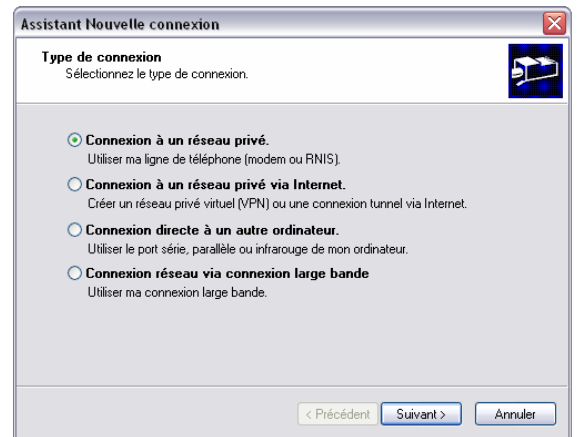 Assistant Nouvelle connexion
Type de connexion
Sélectionnez le type de connexion.
Connexion à un réseau privé.
Utiliser ma ligne de téléphone (modem ou RNIS).
Connexion à un réseau privé via Internet.
Créer un réseau privé virtuel (VPN) ou une connexion tunnel via Internet.
Connexion directe à un autre ordinateur.
Utiliser le port série, parallèle ou infrarouge de mon ordinateur.
Connexion réseau via connexion large bande
Utiliser ma connexion large bande.
< Précédent Suivant > Annuler